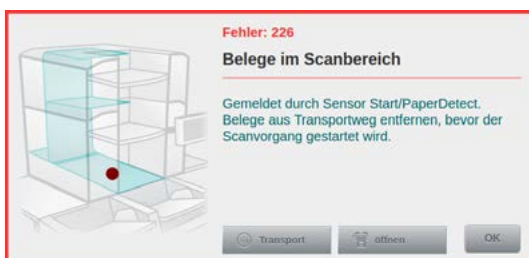 Fehler: 226
Belege im Scanbereich
Gemeldet durch Sensor Start/PaperDetect.
Belege aus Transportweg entfernen, bevor der
Scanvorgang gestartet wird.
Transport
öffnen
OK